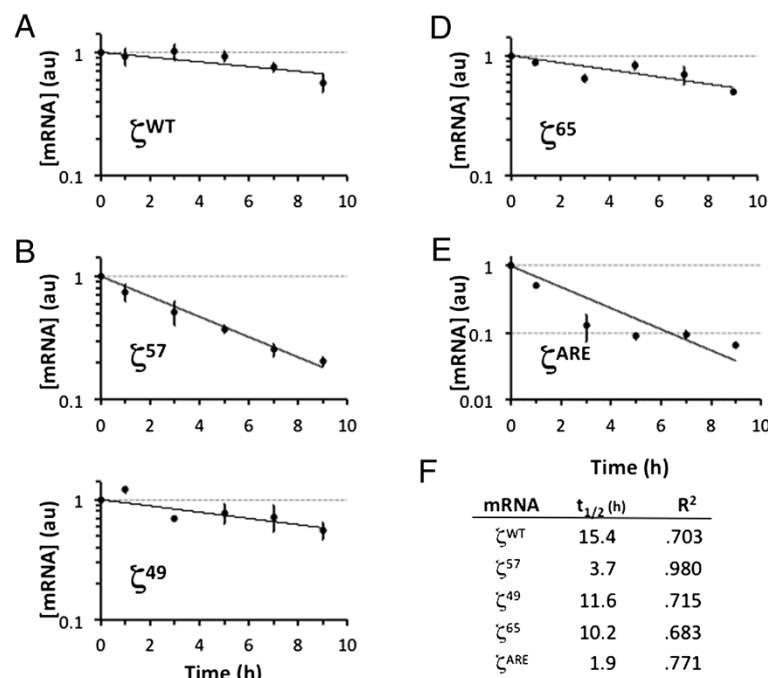 A
[mRNA] (au)
1
0.1
ζWT
0 2 4 6 8 10
B
[mRNA] (au)
1
0.1
ζ57
0 2 4 6 8 10
[mRNA] (au)
1
0.1
ζ49
0 2 4 6 8 10
Time (h)
D
[mRNA] (au)
1
0.1
ζ65
0 2 4 6 8 10
E
[mRNA] (au)
1
0.1
0.01
ζARE
0 2 4 6 8 10
Time (h)
F
mRNA t1/2 (h) R2
ζWT 15.4 .703
ζ57 3.7 .980
ζ49 11.6 .715
ζ65 10.2 .683
ζARE 1.9 .771